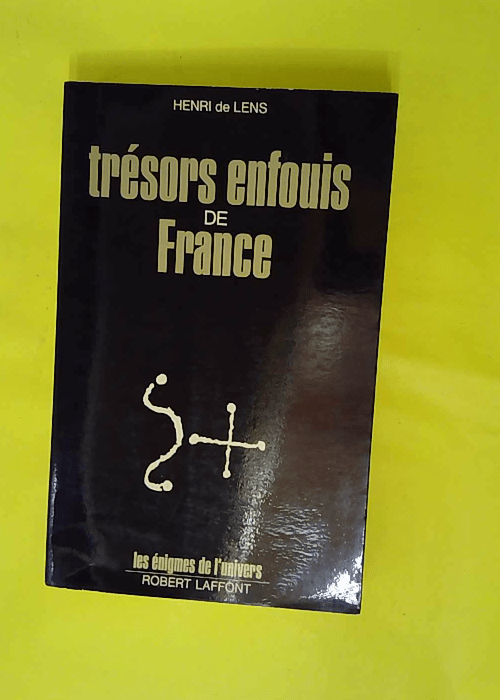 HENRI de LENS
trésors enfouis
DE
France
les énigmes de l'univers
ROBERT LAFFONT